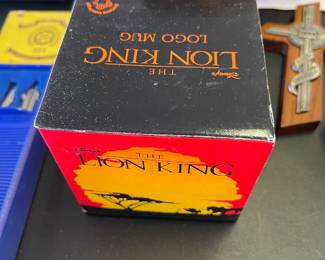 Disney's
THE
LION KING
LOGO MUG
Disney's
THE
LION KING